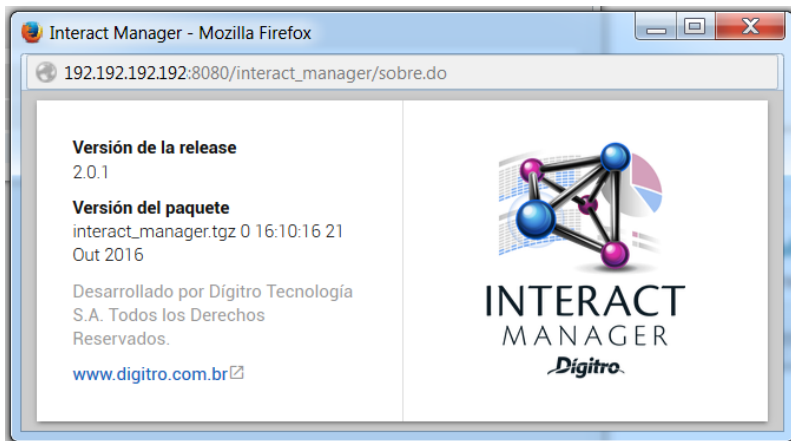 Interact Manager - Mozilla Firefox
192.192.192.192:8080/interact_manager/sobre.do
Versión de la release
2.0.1
Versión del paquete
interact_manager.tgz 0 16:10:16 21
Out 2016
Desarrollado por Dígitro Tecnología
S.A. Todos los Derechos
Reservados.
www.digitro.com.br
INTERACT
MANAGER
Dígitro